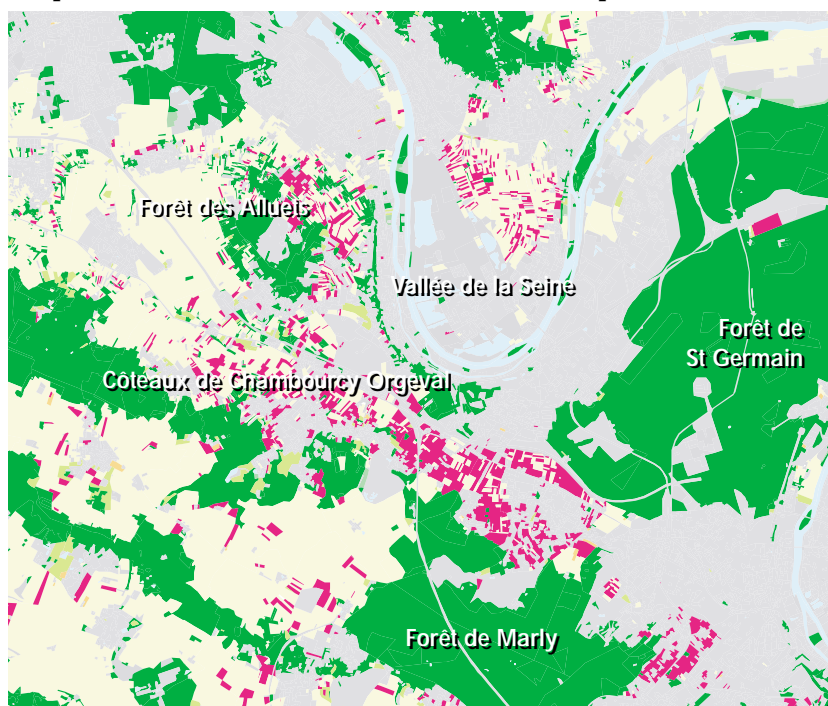 Forêt des Alluets
Vallée de la Seine
Forêt de
St Germain
Côteaux de Chambourcy Orgeval
Forêt de Marly